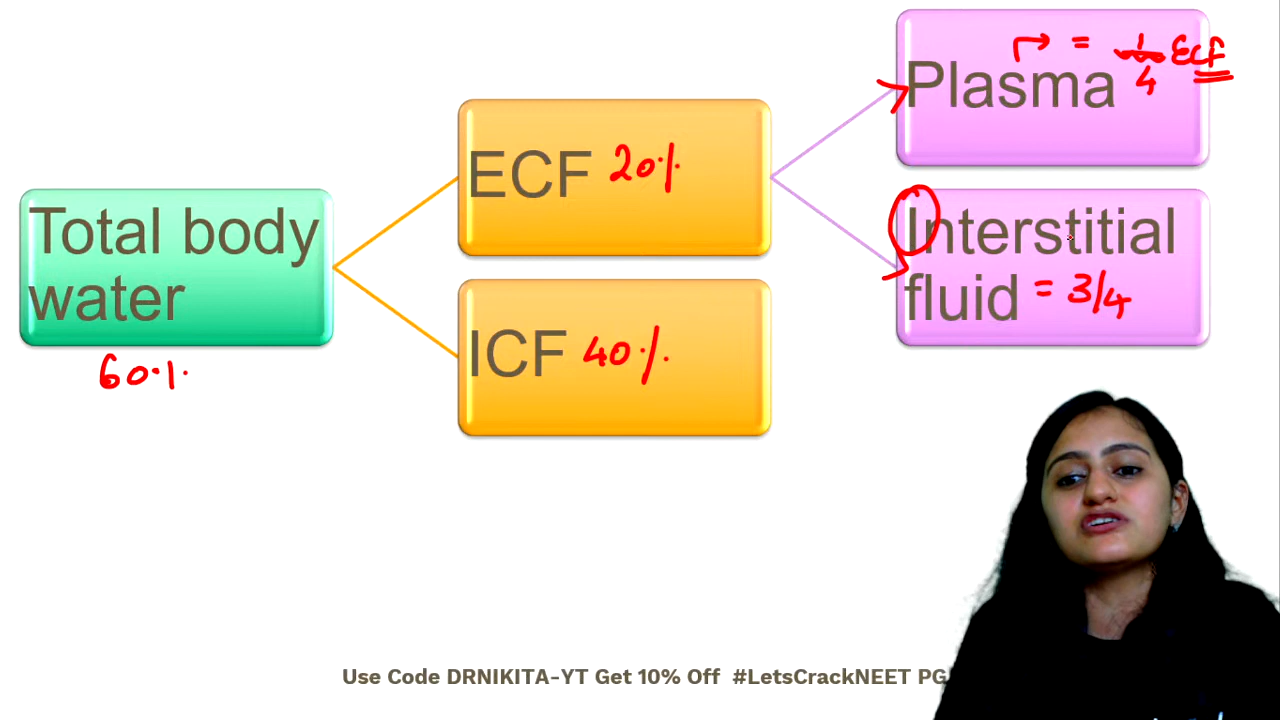 Total body
water
60%
ECF 20%
ICF 40%
Plasma = 1/4 ECF
Interstitial
fluid = 3/4
Use Code DRNIKITA-YT Get 10% Off #LetsCrackNEET PG